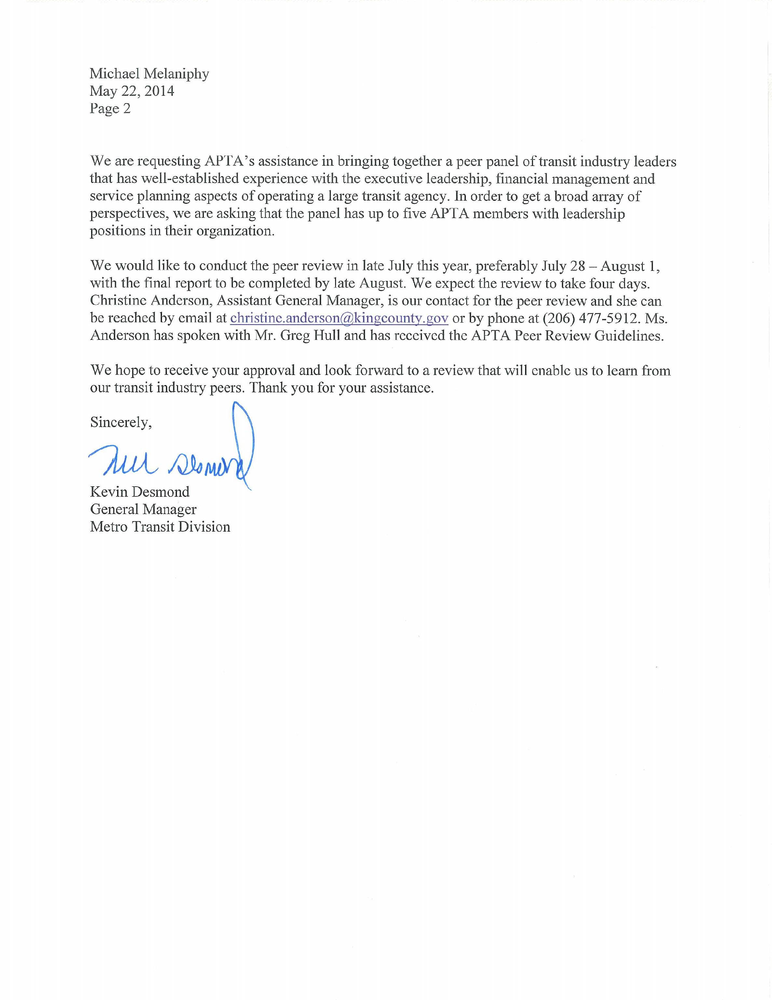 Michael Melaniphy
May 22, 2014
Page 2
We are requesting APTA's assistance in bringing together a peer panel of transit industry leaders
that has well-established experience with the executive leadership, financial management and
service planning aspects of operating a large transit agency. In order to get a broad array of
perspectives, we are asking that the panel has up to five APTA members with leadership
positions in their organization.
We would like to conduct the peer review in late July this year, preferably July 28 – August 1,
with the final report to be completed by late August. We expect the review to take four days.
Christine Anderson, Assistant General Manager, is our contact for the peer review and she can
be reached by email at christine.anderson@kingcounty.gov or by phone at (206) 477-5912. Ms.
Anderson has spoken with Mr. Greg Hull and has received the APTA Peer Review Guidelines.
We hope to receive your approval and look forward to a review that will enable us to learn from
our transit industry peers. Thank you for your assistance.
Sincerely,
Desmond
Kevin Desmond
General Manager
Metro Transit Division